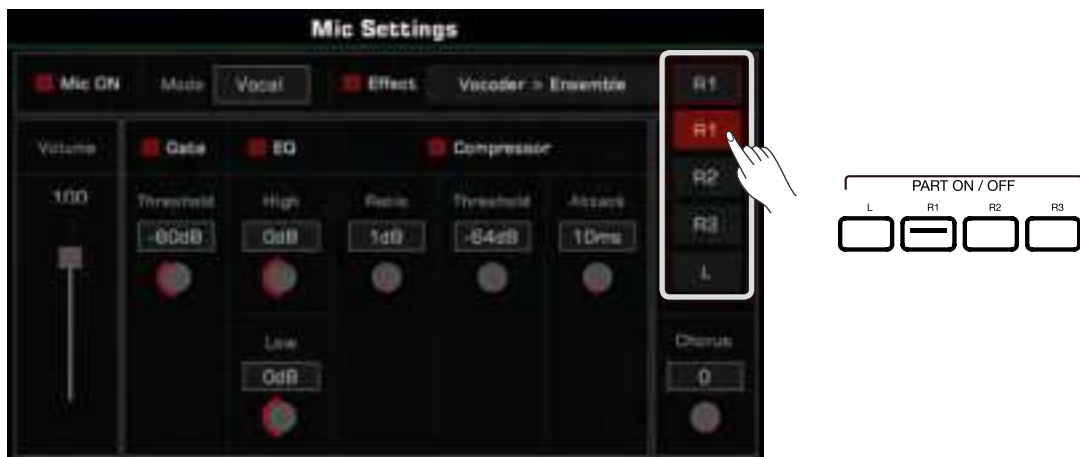 Mic Settings
Mic ON Mode Vocal Effect Vocoder > Ensemble R1
R1
R2
R3
L
Volume Gate EQ Compressor
100 Threshold High Ratio Threshold Attack
-80dB 0dB 1dB -64dB 10ms
Low Chorus
0dB 0
PART ON / OFF
L R1 R2 R3